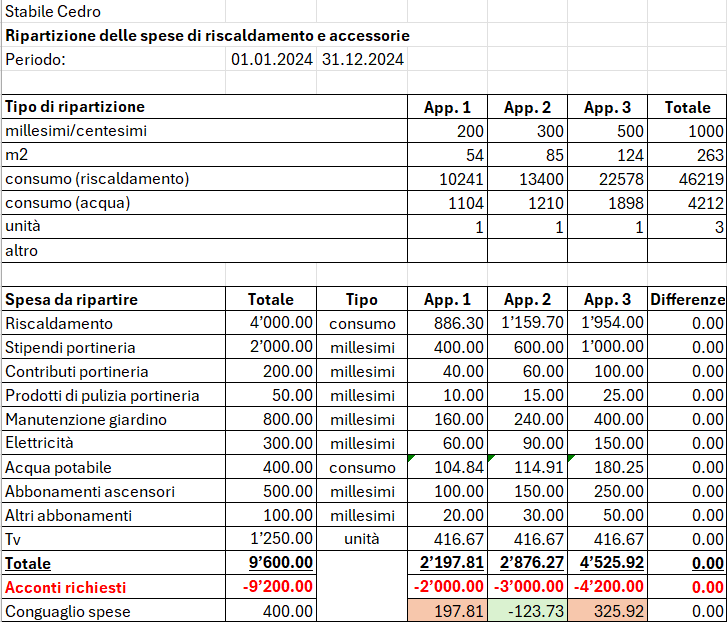 Stabile Cedro
Ripartizione delle spese di riscaldamento e accessorie
Periodo: 01.01.2024 31.12.2024
Tipo di ripartizione App. 1 App. 2 App. 3 Totale
millesimi/centesimi 200 300 500 1000
m2 54 85 124 263
consumo (riscaldamento) 10241 13400 22578 46219
consumo (acqua) 1104 1210 1898 4212
unità 1 1 1 3
altro
Spesa da ripartire Totale Tipo App. 1 App. 2 App. 3 Differenze
Riscaldamento 4’000.00 consumo 886.30 1’159.70 1’954.00 0.00
Stipendi portineria 2’000.00 millesimi 400.00 600.00 1’000.00 0.00
Contributi portineria 200.00 millesimi 40.00 60.00 100.00 0.00
Prodotti di pulizia portineria 50.00 millesimi 10.00 15.00 25.00 0.00
Manutenzione giardino 800.00 millesimi 160.00 240.00 400.00 0.00
Elettricità 300.00 millesimi 60.00 90.00 150.00 0.00
Acqua potabile 400.00 consumo 104.84 114.91 180.25 0.00
Abbonamenti ascensori 500.00 millesimi 100.00 150.00 250.00 0.00
Altri abbonamenti 100.00 millesimi 20.00 30.00 50.00 0.00
Tv 1’250.00 unità 416.67 416.67 416.67 0.00
Totale 9’600.00 2’197.81 2’876.27 4’525.92 0.00
Acconti richiesti -9’200.00 -2’000.00 -3’000.00 -4’200.00 0.00
Conguaglio spese 400.00 197.81 -123.73 325.92 0.00